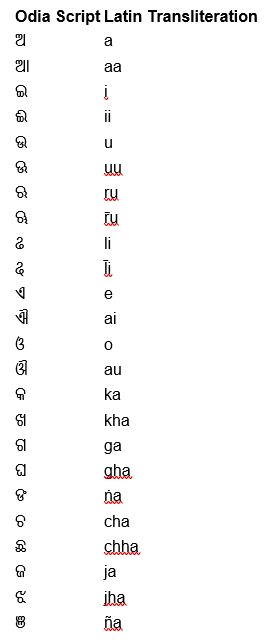 Odia Script Latin Transliteration
ଅ a
ଆ aa
ଇ i
ଈ ii
ଉ u
ଊ uu
ଋ ru
ୠ r̄u
ଌ li
ୡ l̄i
ଏ e
ଐ ai
ଓ o
ଔ au
କ ka
ଖ kha
ଗ ga
ଘ gha
ଙ ṅa
ଚ cha
ଛ chha
ଜ ja
ଝ jha
ଞ ña